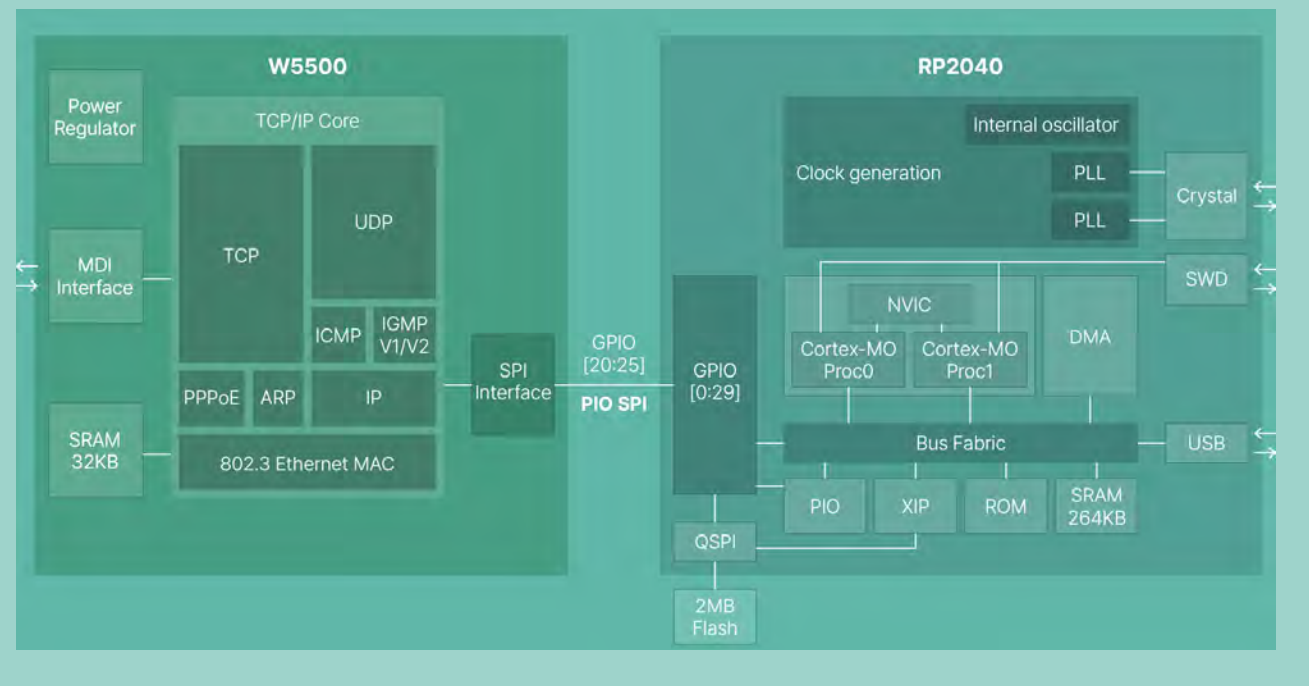 W5500
Power
Regulator
TCP/IP Core
TCP
UDP
MDI
Interface
ICMP
IGMP
V1/V2
PPPoE
ARP
IP
SRAM
32KB
802.3 Ethernet MAC
SPI
Interface
GPIO
[20:25]
PIO SPI
RP2040
Internal oscillator
Clock generation
PLL
PLL
Crystal
SWD
GPIO
[0:29]
NVIC
Cortex-MO
Proc0
Cortex-MO
Proc1
DMA
Bus Fabric
USB
PIO
XIP
ROM
SRAM
264KB
QSPI
2MB
Flash